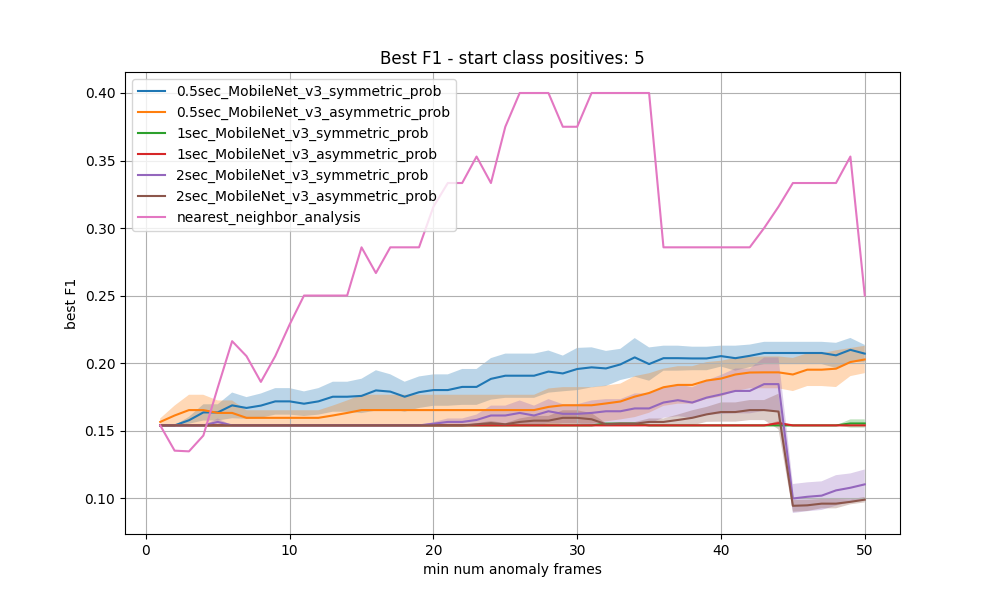 Best F1 - start class positives: 5
0.40
0.35
0.30
0.25
0.20
0.15
0.10
best F1
0.5sec_MobileNet_v3_symmetric_prob
0.5sec_MobileNet_v3_asymmetric_prob
1sec_MobileNet_v3_symmetric_prob
1sec_MobileNet_v3_asymmetric_prob
2sec_MobileNet_v3_symmetric_prob
2sec_MobileNet_v3_asymmetric_prob
nearest_neighbor_analysis
0 10 20 30 40 50
min num anomaly frames